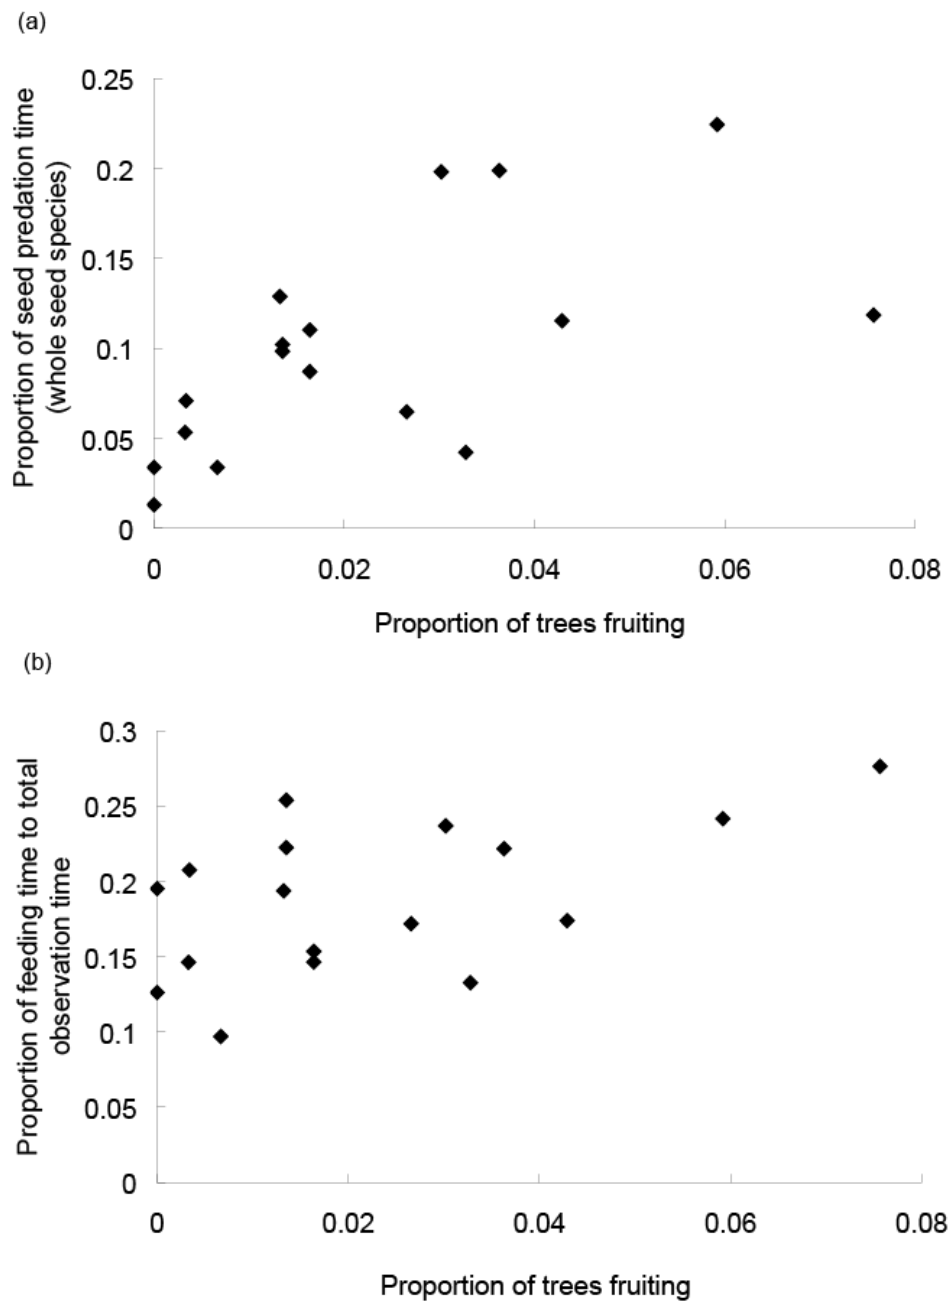 (a)
Proportion of seed predation time
(whole seed species)
0.25
0.2
0.15
0.1
0.05
0
0
0.02
0.04
0.06
0.08
Proportion of trees fruiting
(b)
Proportion of feeding time to total
observation time
0.3
0.25
0.2
0.15
0.1
0.05
0
0
0.02
0.04
0.06
0.08
Proportion of trees fruiting